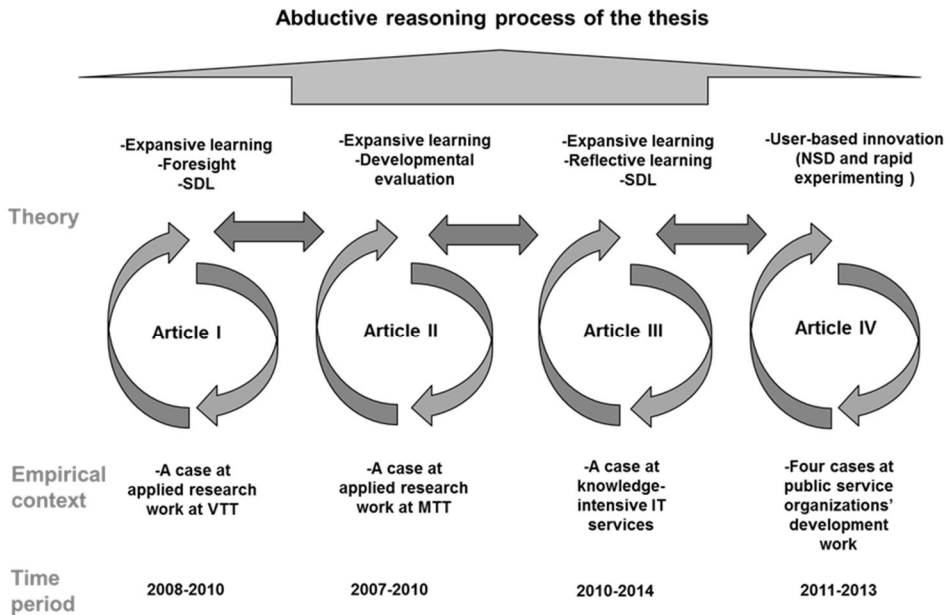 Abductive reasoning process of the thesis
-Expansive learning
-Foresight
-SDL
-Expansive learning
-Developmental
evaluation
-Expansive learning
-Reflective learning
-SDL
-User-based innovation
(NSD and rapid
experimenting )
Theory
Article I
Article II
Article III
Article IV
Empirical
context
-A case at
applied research
work at VTT
-A case at
applied research
work at MTT
-A case at
knowledge-
intensive IT
services
-Four cases at
public service
organizations’
development
work
Time
period
2008-2010
2007-2010
2010-2014
2011-2013